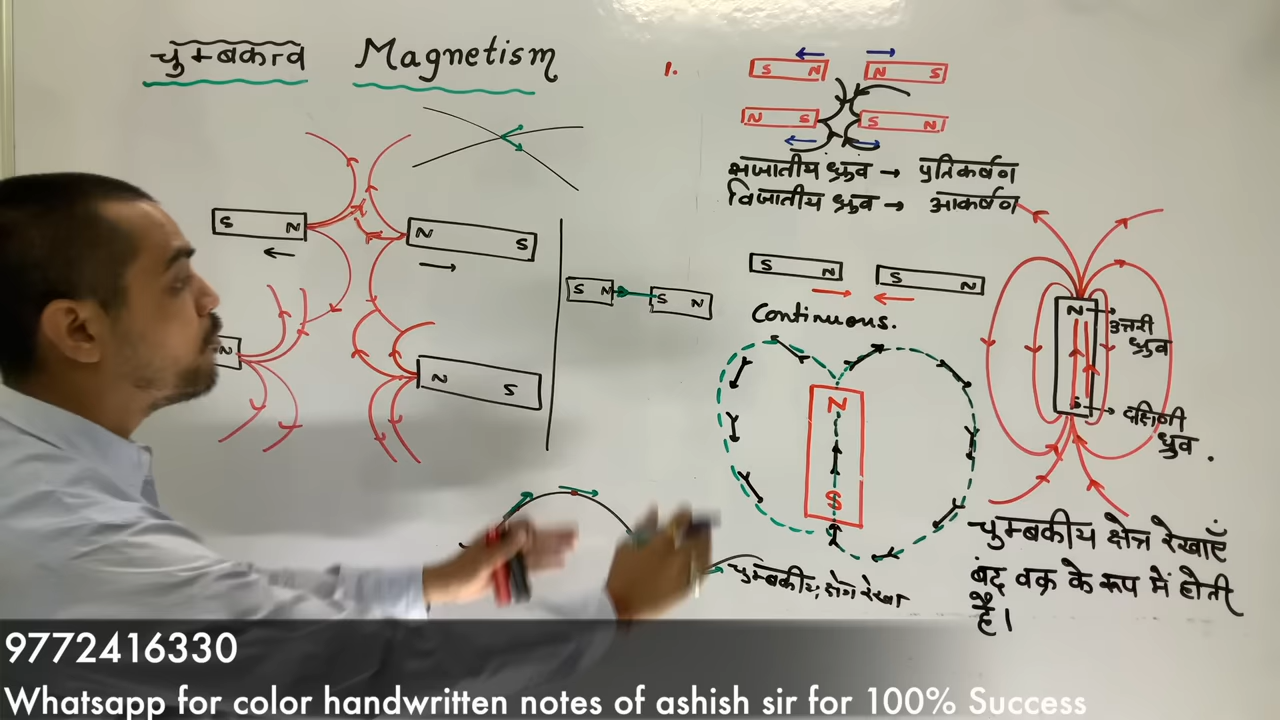 चुम्बकत्व Magnetism
1.
S N N S
N S S N
सजातीय ध्रुव → प्रतिकर्षण
विजातीय ध्रुव → आकर्षण
S N N S
S N S N
S N S N
Continuous.
N
उत्तरी
ध्रुव
S
दक्षिणी
ध्रुव.
N N S
N
S
चुम्बकीय क्षेत्र रेखाएँ
बंद वक्र के रूप में होती
है।
चुम्बकीय क्षेत्र रेखा
9772416330
Whatsapp for color handwritten notes of ashish sir for 100% Success